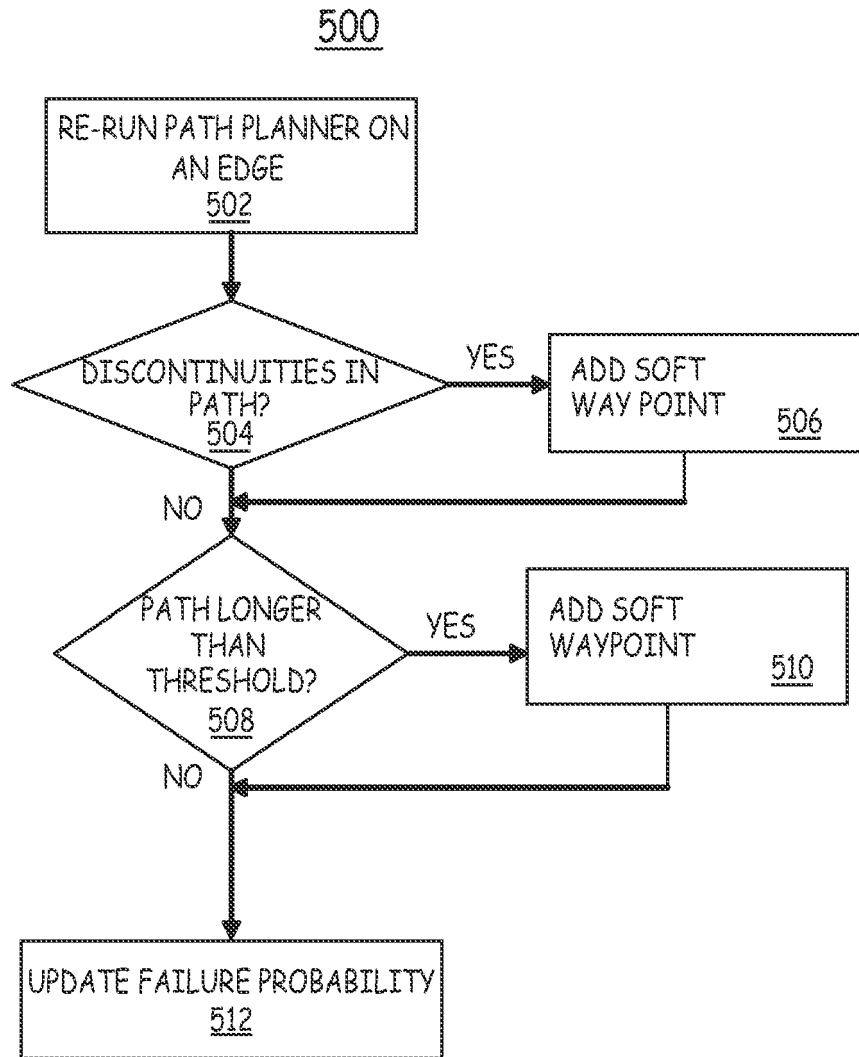 500
RE-RUN PATH PLANNER ON
AN EDGE
502
DISCONTINUITIES IN
PATH?
504
YES
ADD SOFT
WAY POINT
506
NO
PATH LONGER
THAN
THRESHOLD?
508
YES
ADD SOFT
WAYPOINT
510
NO
UPDATE FAILURE PROBABILITY
512